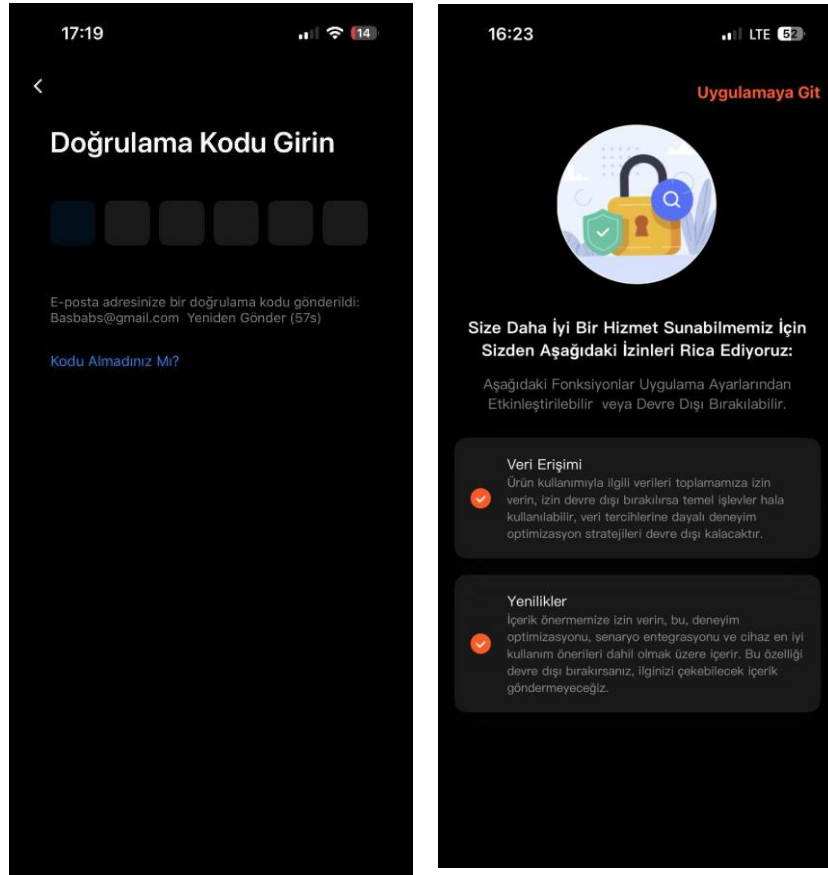 17:19
14
Doğrulama Kodu Girin
E-posta adresinize bir doğrulama kodu gönderildi:
Basbabs@gmail.com Yeniden Gönder (57s)
Kodu Almadınız Mı?
16:23
LTE 52
Uygulamaya Git
Size Daha İyi Bir Hizmet Sunabilmemiz İçin
Sizden Aşağıdaki İzinleri Rica Ediyoruz:
Aşağıdaki Fonksiyonlar Uygulama Ayarlarından
Etkinleştirilebilir veya Devre Dışı Bırakılabilir.
Veri Erişimi
Ürün kullanımıyla ilgili verileri toplamamıza izin
verin, izin devre dışı bırakılırsa temel işlevler hala
kullanılabilir, veri tercihlerine dayalı deneyim
optimizasyon stratejileri devre dışı kalacaktır.
Yenilikler
İçerik önermemize izin verin, bu, deneyim
optimizasyonu, senaryo entegrasyonu ve cihaz en iyi
kullanım önerileri dahil olmak üzere içerir. Bu özelliği
devre dışı bırakırsanız, ilginizi çekebilecek içerik
göndermeyeceğiz.